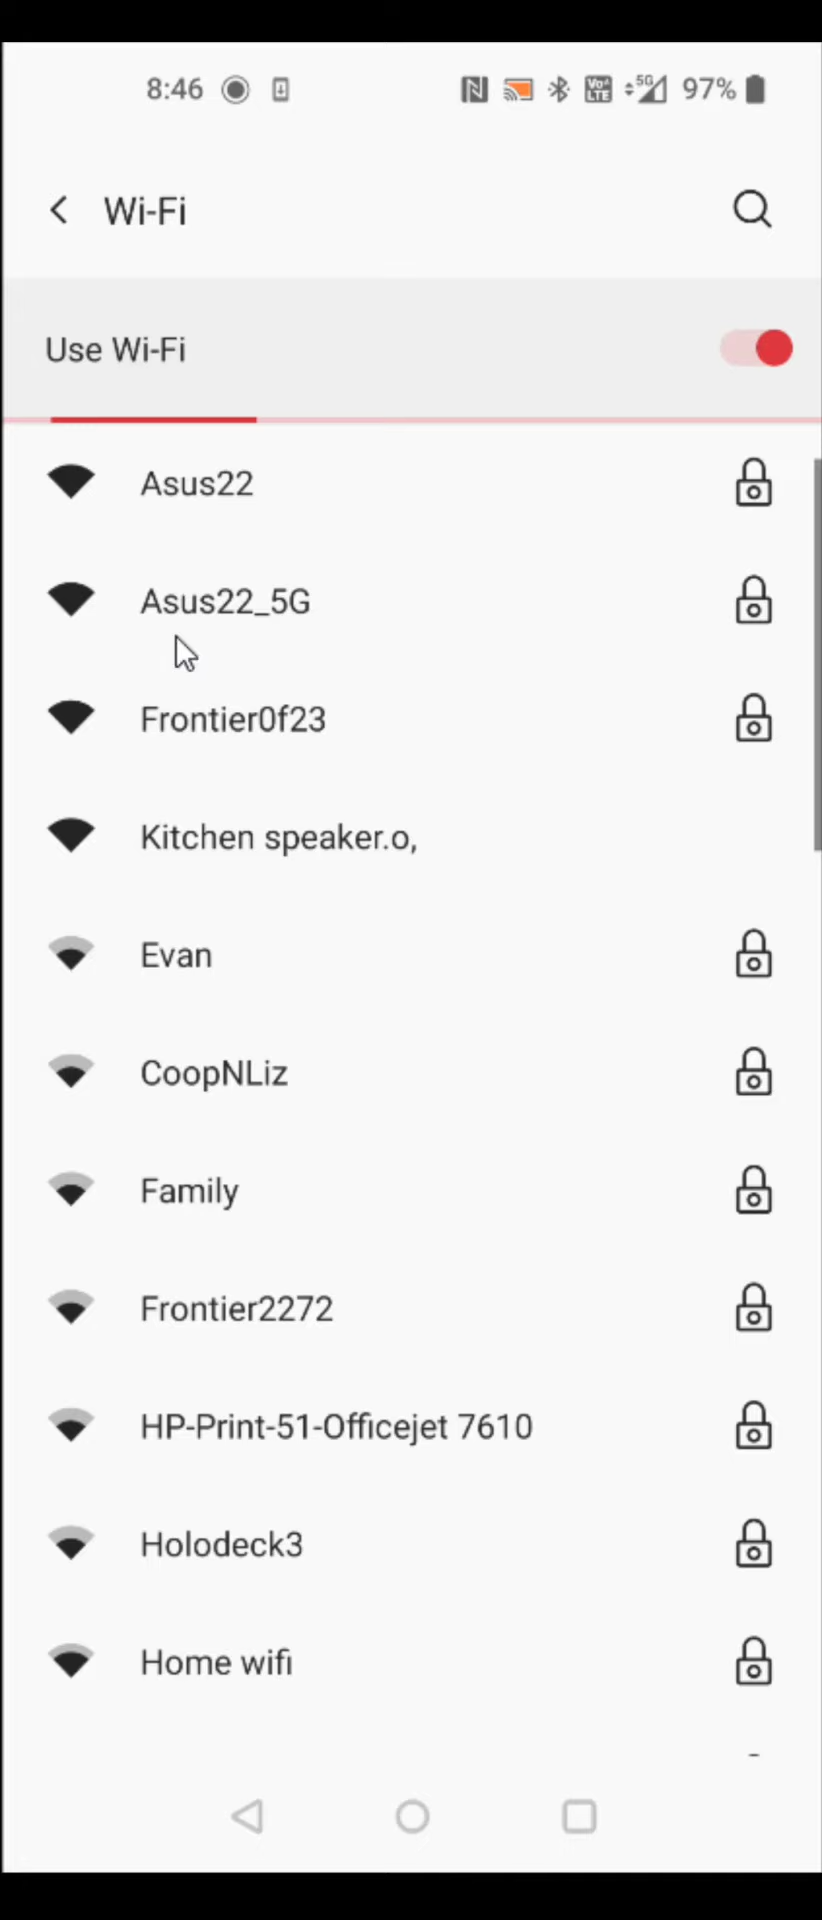 8:46 5G 97%
Wi-Fi
Use Wi-Fi
Asus22
Asus22_5G
Frontier0f23
Kitchen speaker.o,
Evan
CoopNLiz
Family
Frontier2272
HP-Print-51-Officejet 7610
Holodeck3
Home wifi